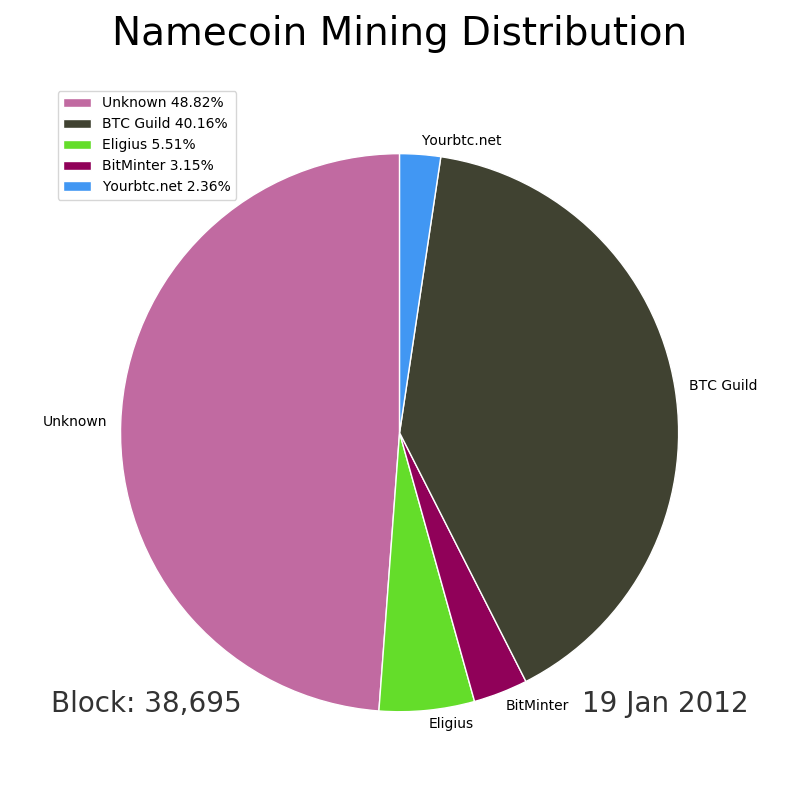 Namecoin Mining Distribution
Unknown 48.82%
BTC Guild 40.16%
Eligius 5.51%
BitMinter 3.15%
Yourbtc.net 2.36%
Yourbtc.net
BTC Guild
Unknown
BitMinter
Eligius
Block: 38,695
19 Jan 2012